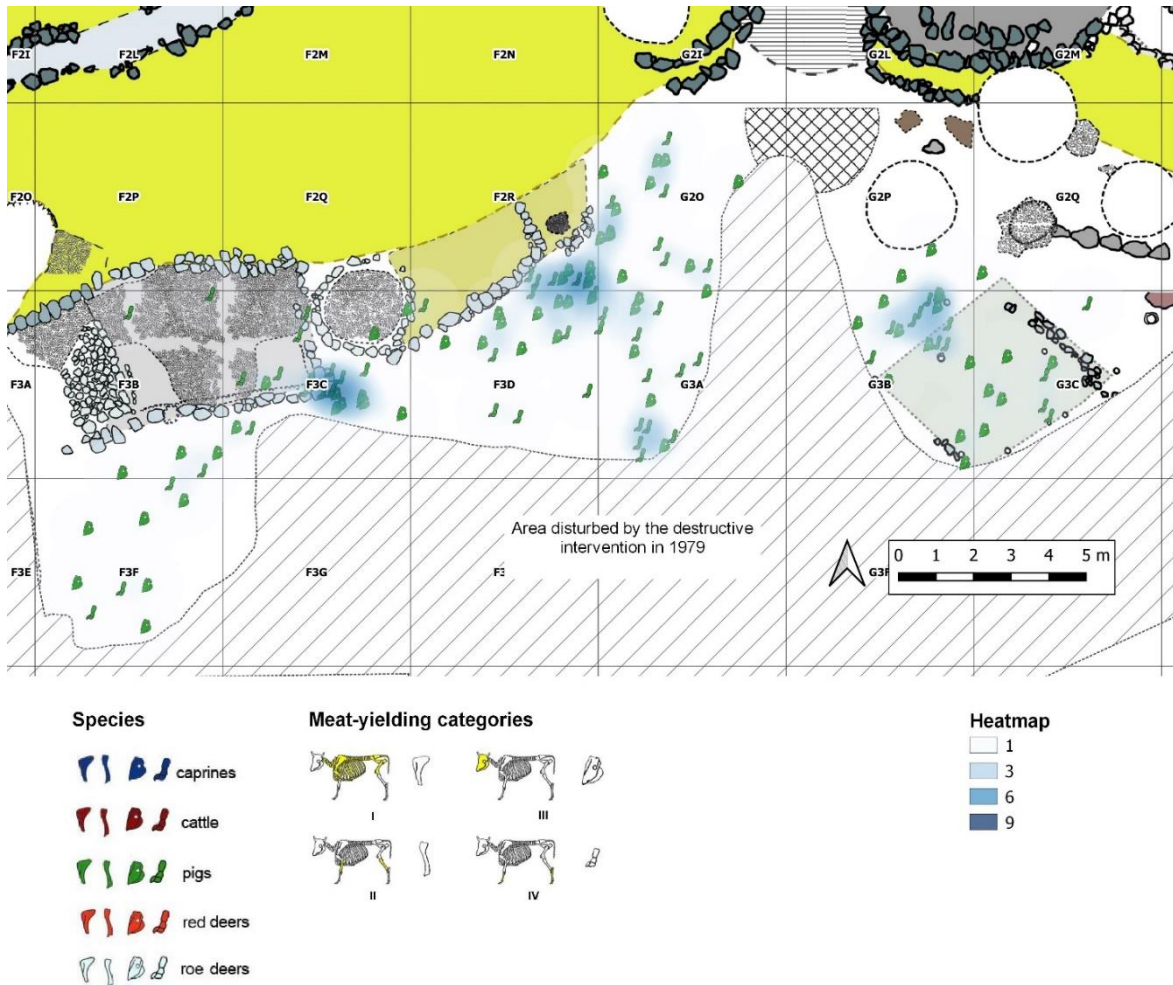 F2I F2L F2M F2N G2I G2L G2M
F2O F2P F2Q F2R G2O G2P G2Q
F3A F3B F3C F3D G3A G3B G3C
Area disturbed by the destructive
intervention in 1979
F3E F3F F3G
0 1 2 3 4 5 m
Species
caprines
cattle
pigs
red deers
roe deers
Meat-yielding categories
I III
II IV
Heatmap
1
3
6
9